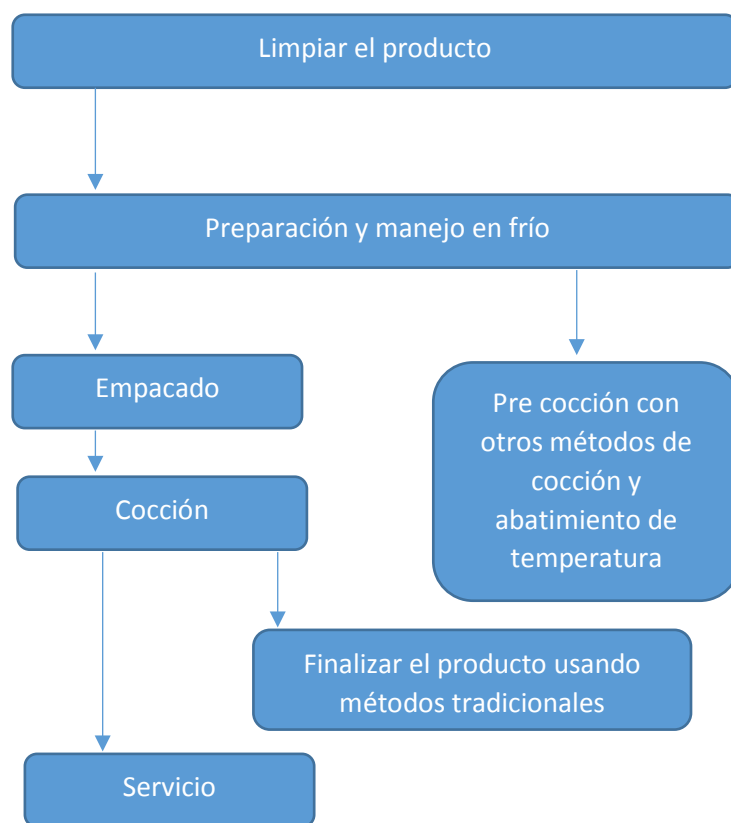 Limpiar el producto
Preparación y manejo en frío
Empacado
Pre cocción con
otros métodos de
cocción y
abatimiento de
temperatura
Cocción
Finalizar el producto usando
métodos tradicionales
Servicio